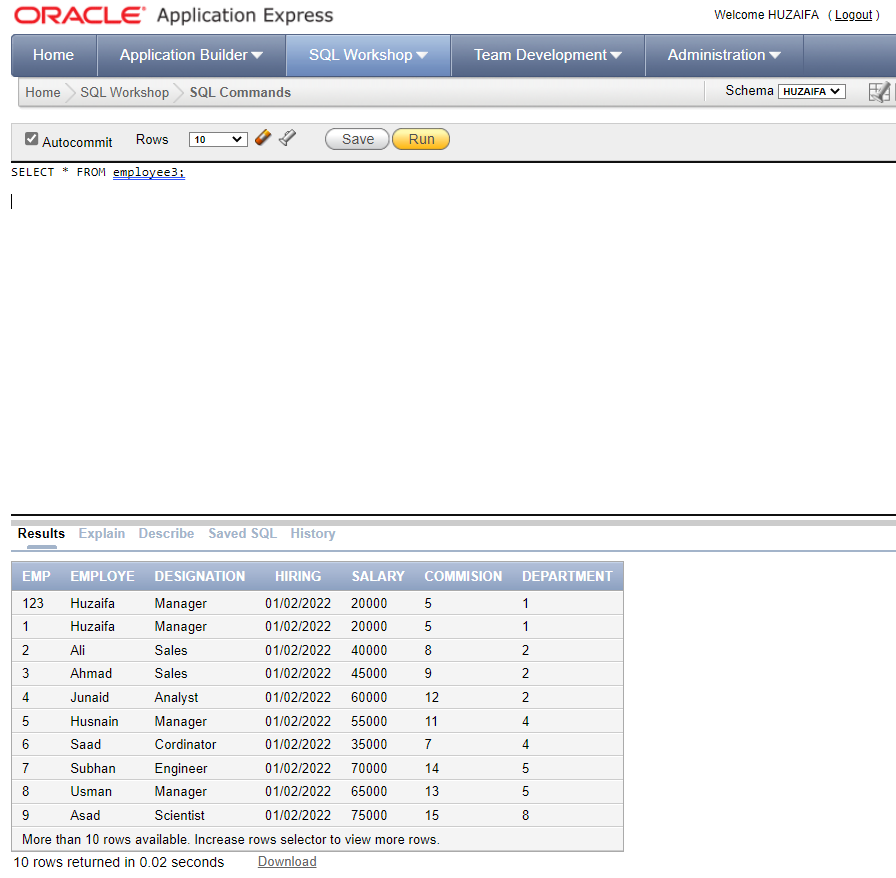 ORACLE Application Express
Welcome HUZAIFA ( Logout )
Home Application Builder SQL Workshop Team Development Administration
Home SQL Workshop SQL Commands Schema HUZAIFA
Autocommit Rows 10 Save Run
SELECT * FROM employee3;
Results Explain Describe Saved SQL History
EMP EMPLOYE DESIGNATION HIRING SALARY COMMISION DEPARTMENT
123 Huzaifa Manager 01/02/2022 20000 5 1
1 Huzaifa Manager 01/02/2022 20000 5 1
2 Ali Sales 01/02/2022 40000 8 2
3 Ahmad Sales 01/02/2022 45000 9 2
4 Junaid Analyst 01/02/2022 60000 12 2
5 Husnain Manager 01/02/2022 55000 11 4
6 Saad Cordinator 01/02/2022 35000 7 4
7 Subhan Engineer 01/02/2022 70000 14 5
8 Usman Manager 01/02/2022 65000 13 5
9 Asad Scientist 01/02/2022 75000 15 8
More than 10 rows available. Increase rows selector to view more rows.
10 rows returned in 0.02 seconds Download